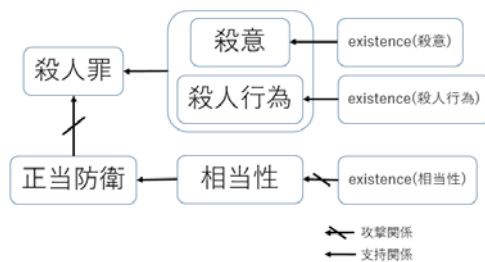 殺意
existence(殺意)
殺人罪
殺人行為
existence(殺人行為)
正当防衛
相当性
existence(相当性)
攻撃関係
支持関係